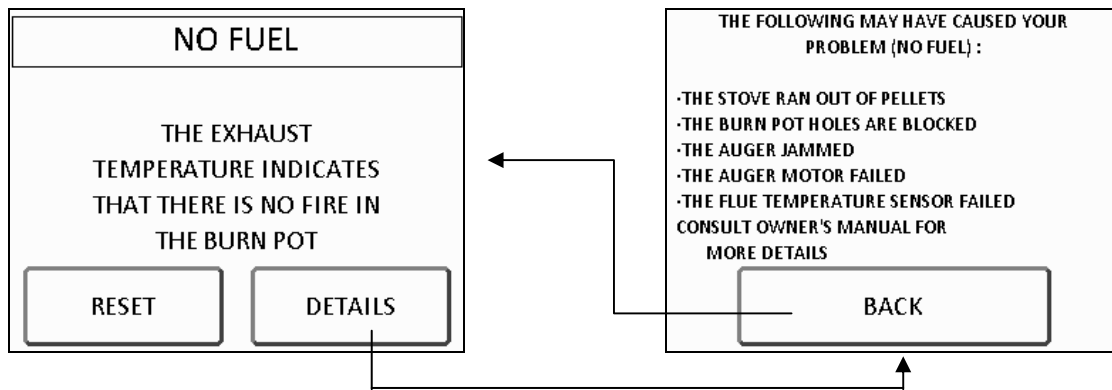 NO FUEL
THE EXHAUST
TEMPERATURE INDICATES
THAT THERE IS NO FIRE IN
THE BURN POT
RESET
DETAILS
THE FOLLOWING MAY HAVE CAUSED YOUR
PROBLEM (NO FUEL) :
·THE STOVE RAN OUT OF PELLETS
·THE BURN POT HOLES ARE BLOCKED
·THE AUGER JAMMED
·THE AUGER MOTOR FAILED
·THE FLUE TEMPERATURE SENSOR FAILED
CONSULT OWNER'S MANUAL FOR
MORE DETAILS
BACK